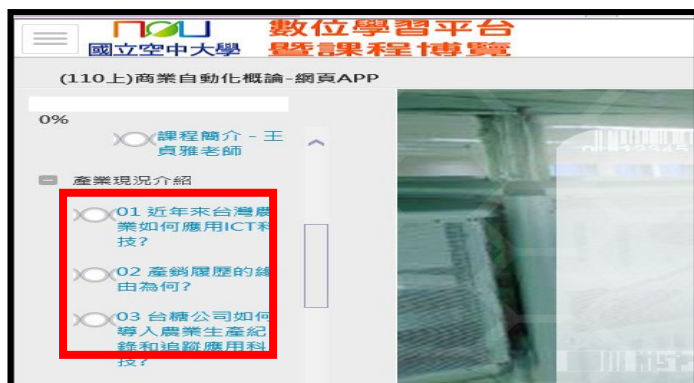 nou
國立空中大學
數位學習平台
暨課程博覽
(110上)商業自動化概論-網頁APP
0%
課程簡介 - 王
貞雅老師
產業現況介紹
01 近年來台灣農
業如何應用ICT科
技?
02 產銷履歷的緣
由為何?
03 台糖公司如何
導入農業生產紀
錄和追蹤應用科
技?